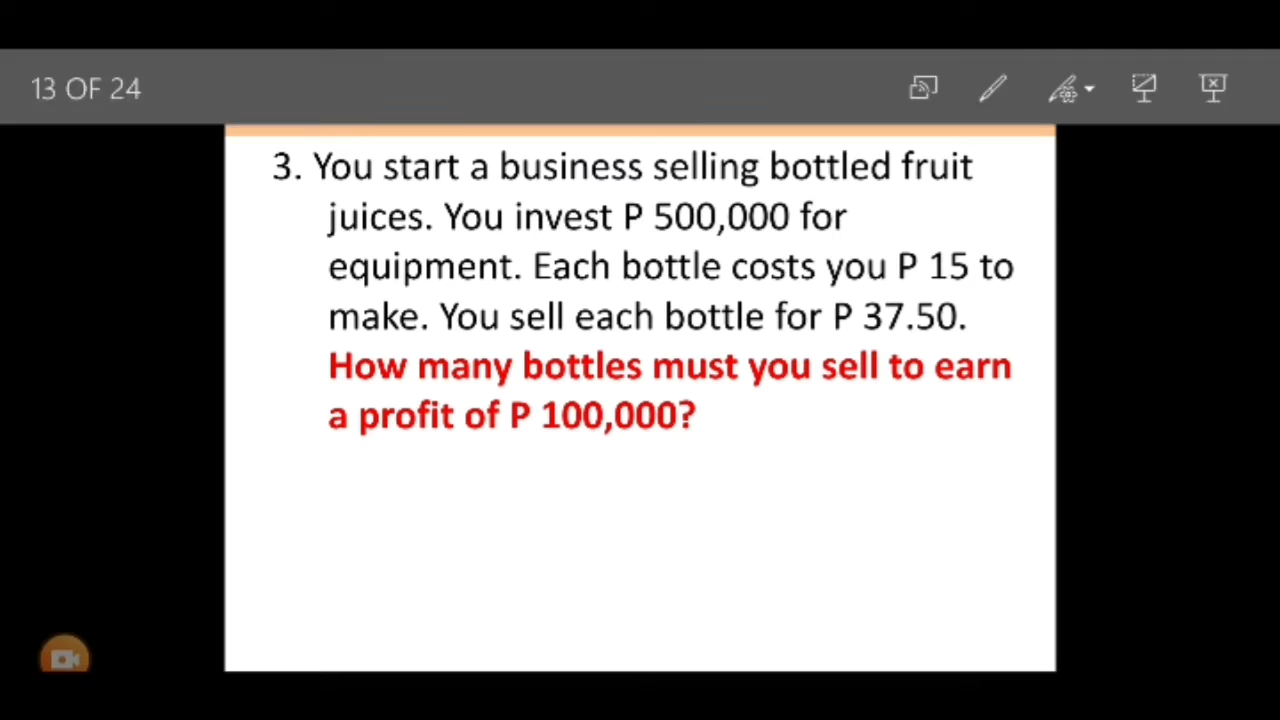 13 OF 24
3. You start a business selling bottled fruit
juices. You invest P 500,000 for
equipment. Each bottle costs you P 15 to
make. You sell each bottle for P 37.50.
How many bottles must you sell to earn
a profit of P 100,000?